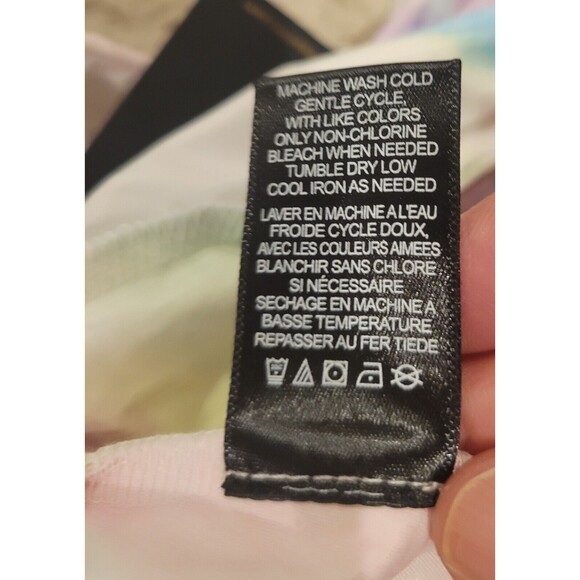 MACHINE WASH COLD
GENTLE CYCLE,
WITH LIKE COLORS
ONLY NON-CHLORINE
BLEACH WHEN NEEDED
TUMBLE DRY LOW
COOL IRON AS NEEDED
LAVER EN MACHINE A L'EAU
FROIDE CYCLE DOUX,
AVEC LES COULEURS AIMEES
BLANCHIR SANS CHLORE
SI NÉCESSAIRE
SECHAGE EN MACHINE A
BASSE TEMPERATURE
REPASSER AU FER TIEDE